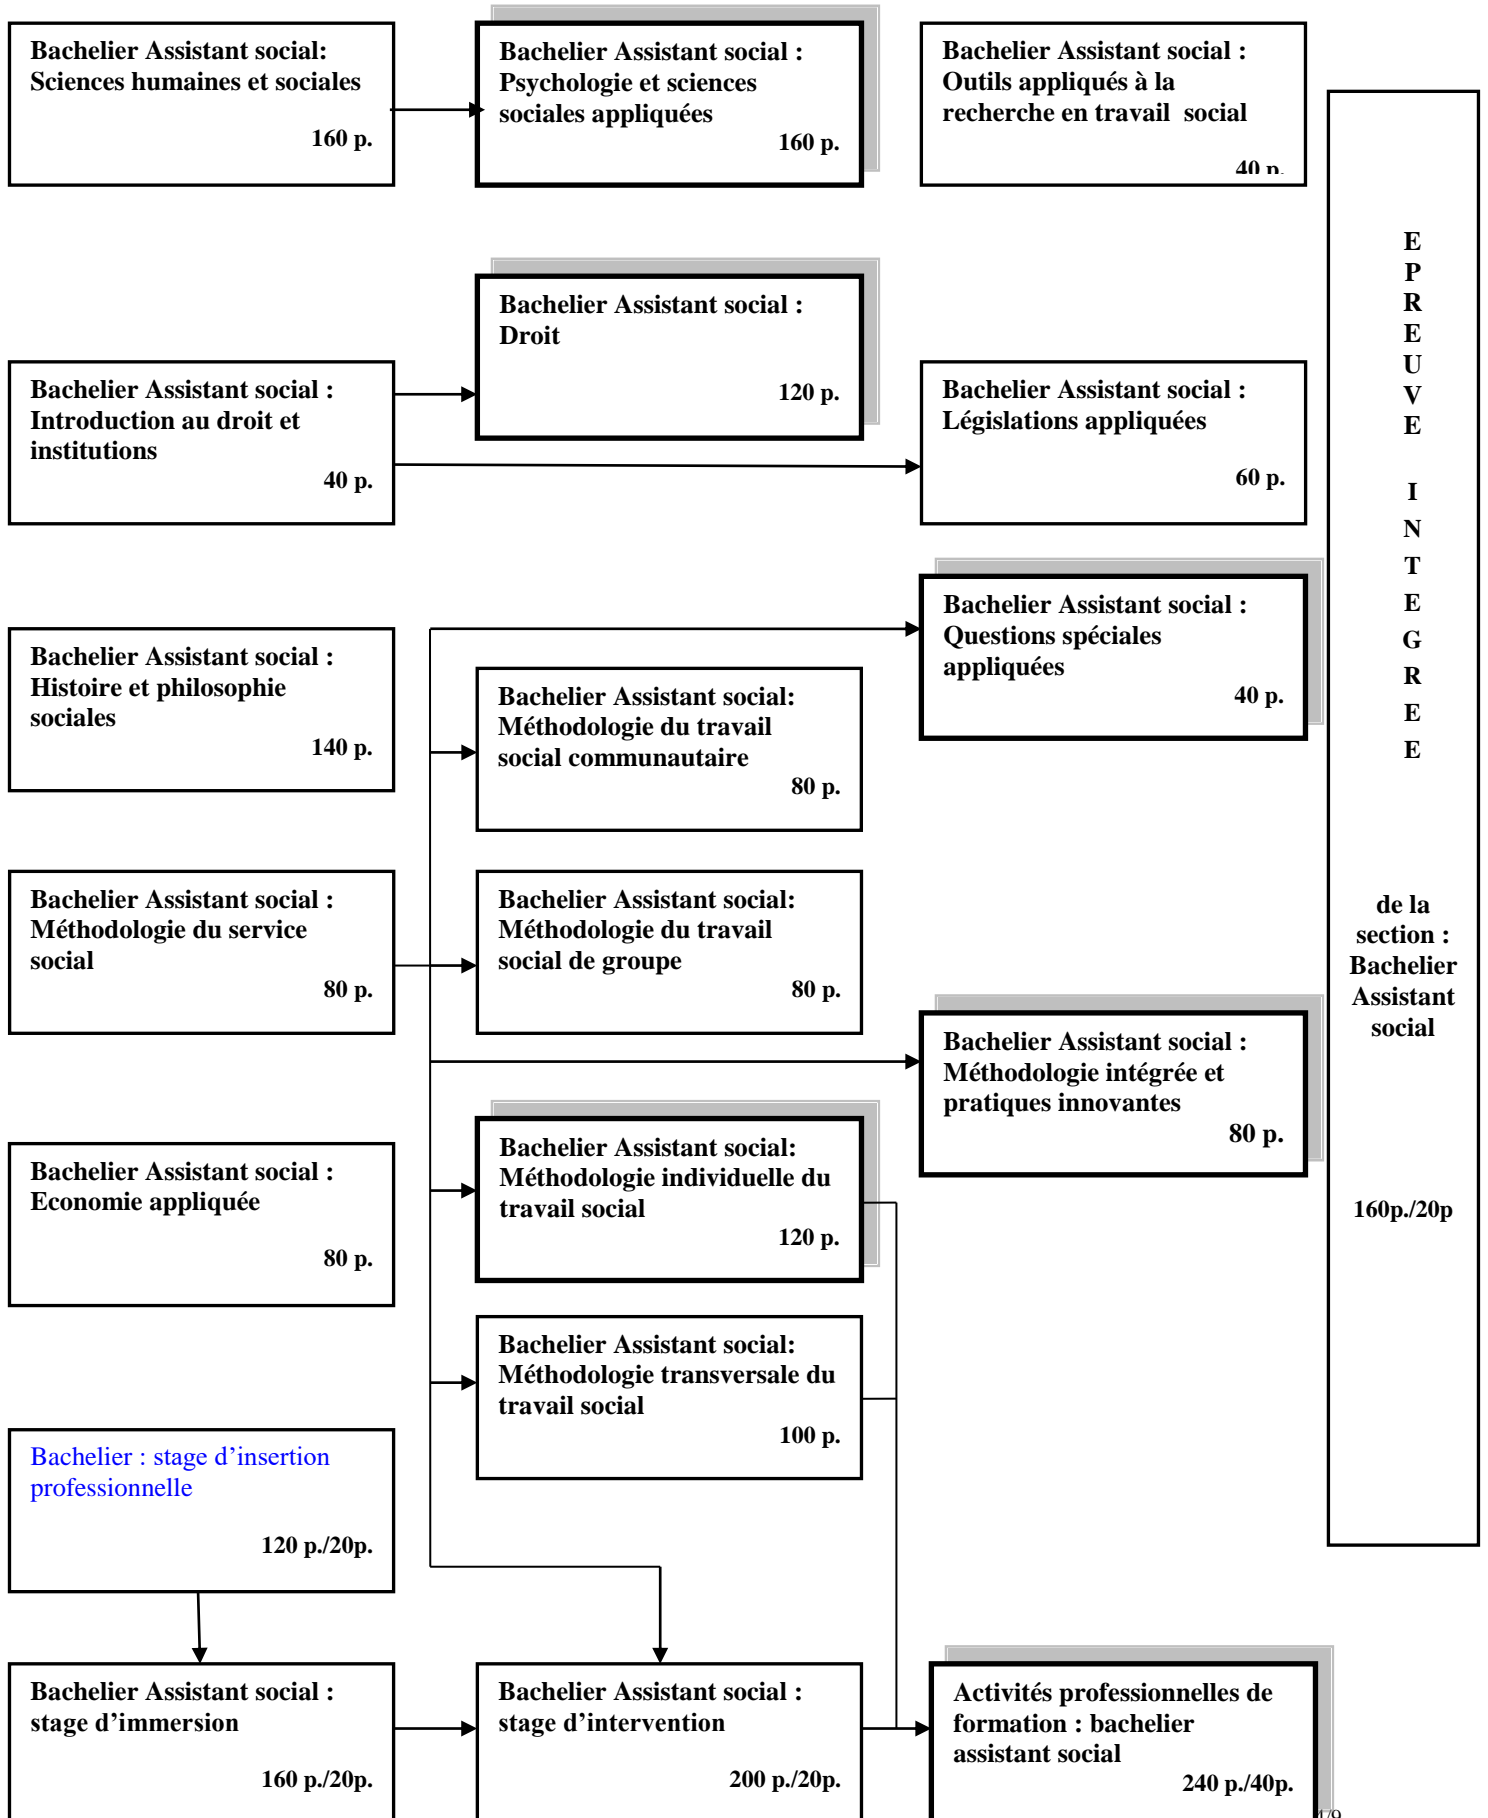 Bachelier Assistant social:
Sciences humaines et sociales
160 p.
Bachelier Assistant social :
Psychologie et sciences
sociales appliquées
160 p.
Bachelier Assistant social :
Outils appliqués à la
recherche en travail social
40 p.
Bachelier Assistant social :
Droit
120 p.
Bachelier Assistant social :
Introduction au droit et
institutions
40 p.
Bachelier Assistant social :
Législations appliquées
60 p.
Bachelier Assistant social :
Questions spéciales
appliquées
40 p.
Bachelier Assistant social :
Histoire et philosophie
sociales
140 p.
Bachelier Assistant social:
Méthodologie du travail
social communautaire
80 p.
Bachelier Assistant social :
Méthodologie du service
social
80 p.
Bachelier Assistant social:
Méthodologie du travail
social de groupe
80 p.
Bachelier Assistant social :
Méthodologie intégrée et
pratiques innovantes
80 p.
Bachelier Assistant social :
Economie appliquée
80 p.
Bachelier Assistant social:
Méthodologie individuelle du
travail social
120 p.
Bachelier Assistant social:
Méthodologie transversale du
travail social
100 p.
Bachelier : stage d’insertion
professionnelle
120 p./20p.
Bachelier Assistant social :
stage d’immersion
160 p./20p.
Bachelier Assistant social :
stage d’intervention
200 p./20p.
Activités professionnelles de
formation : bachelier
assistant social
240 p./40p.
E
P
R
E
U
V
E
I
N
T
E
G
R
E
E
de la
section :
Bachelier
Assistant
social
160p./20p
4/9